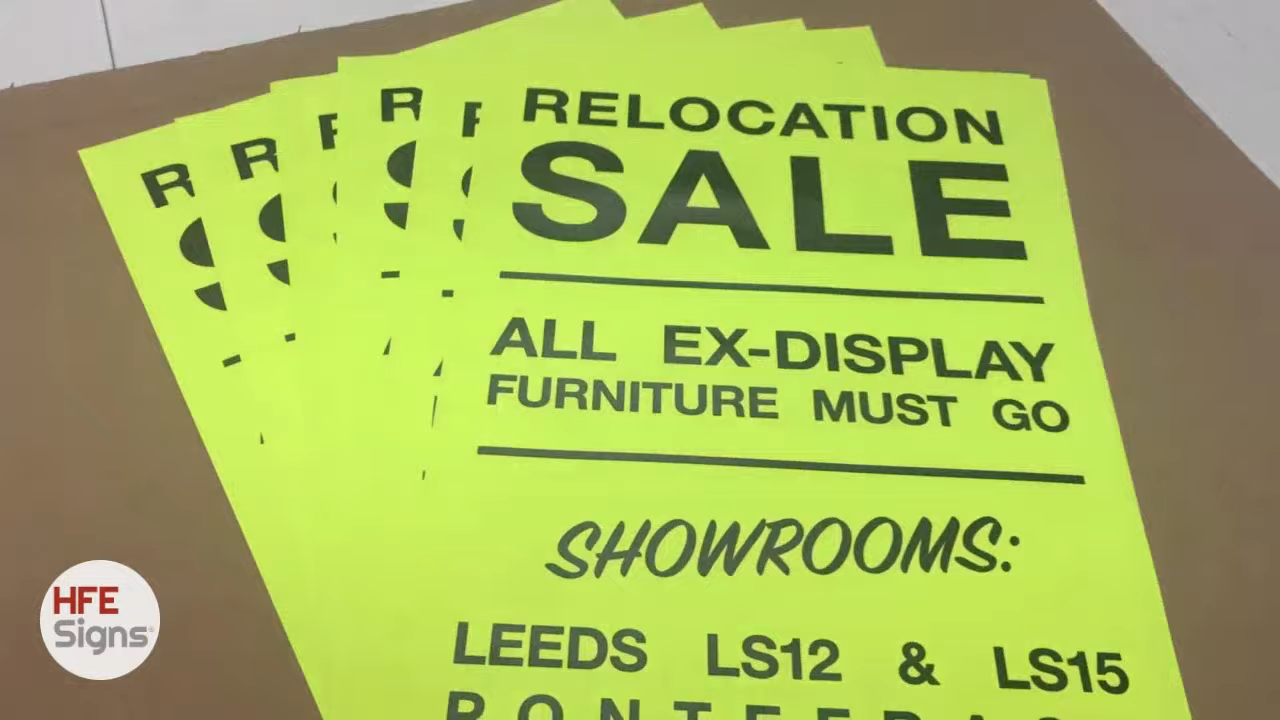 RELOCATION
SALE
ALL EX-DISPLAY
FURNITURE MUST GO
SHOWROOMS:
LEEDS LS12 & LS15
HFE
Signs